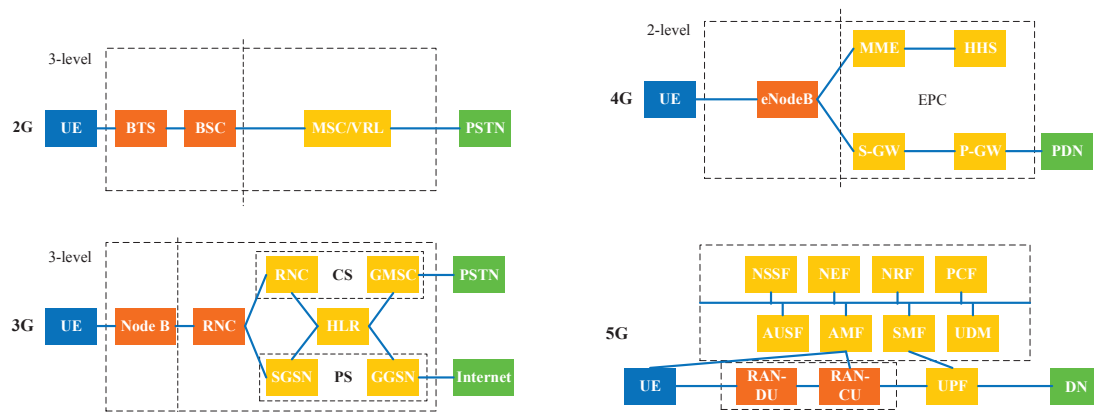 3-level
2G
UE
BTS
BSC
MSC/VRL
PSTN
3-level
3G
UE
Node B
RNC
RNC
CS
GMSC
PSTN
HLR
SGSN
PS
GGSN
Internet
2-level
4G
UE
eNodeB
MME
HHS
EPC
S-GW
P-GW
PDN
5G
NSSF
NEF
NRF
PCF
AUSF
AMF
SMF
UDM
UE
RAN-
DU
RAN-
CU
UPF
DN